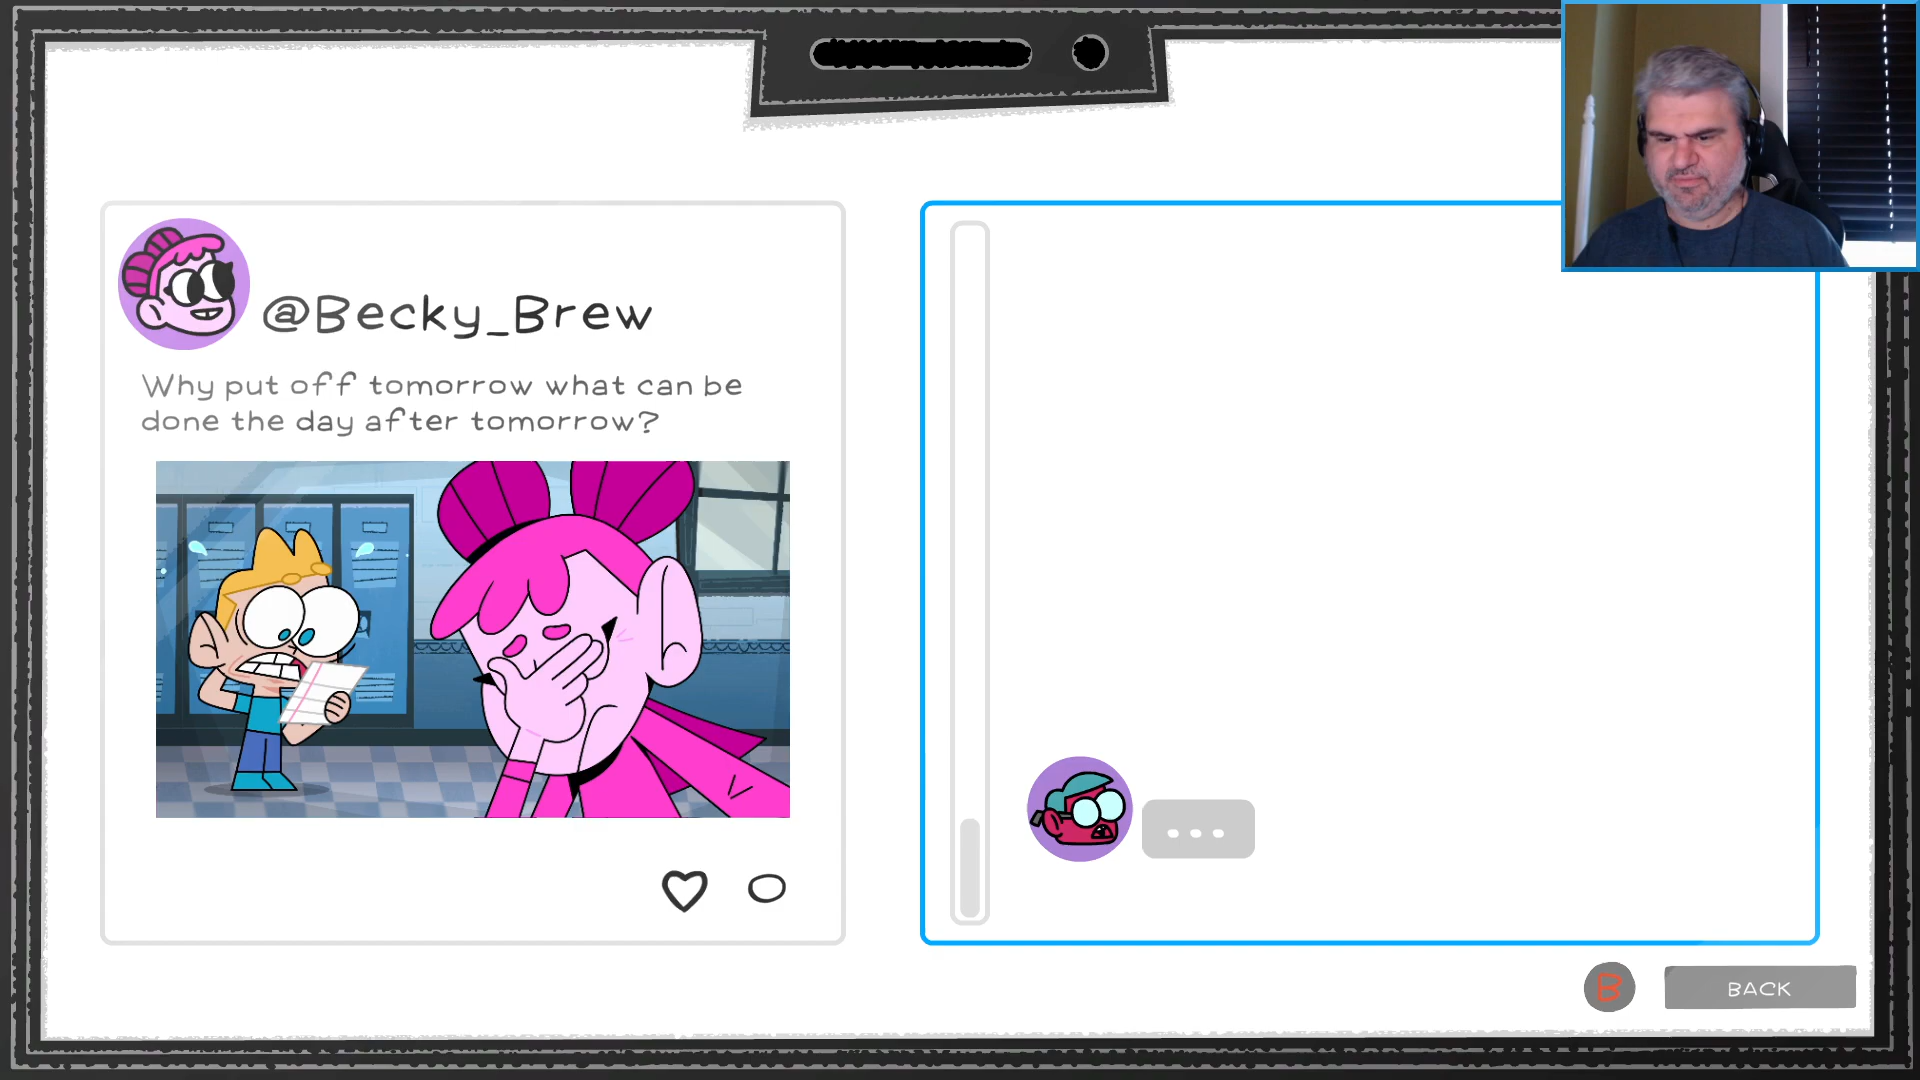 @Becky_Brew
Why put off tomorrow what can be
done the day after tomorrow?
...
B
BACK